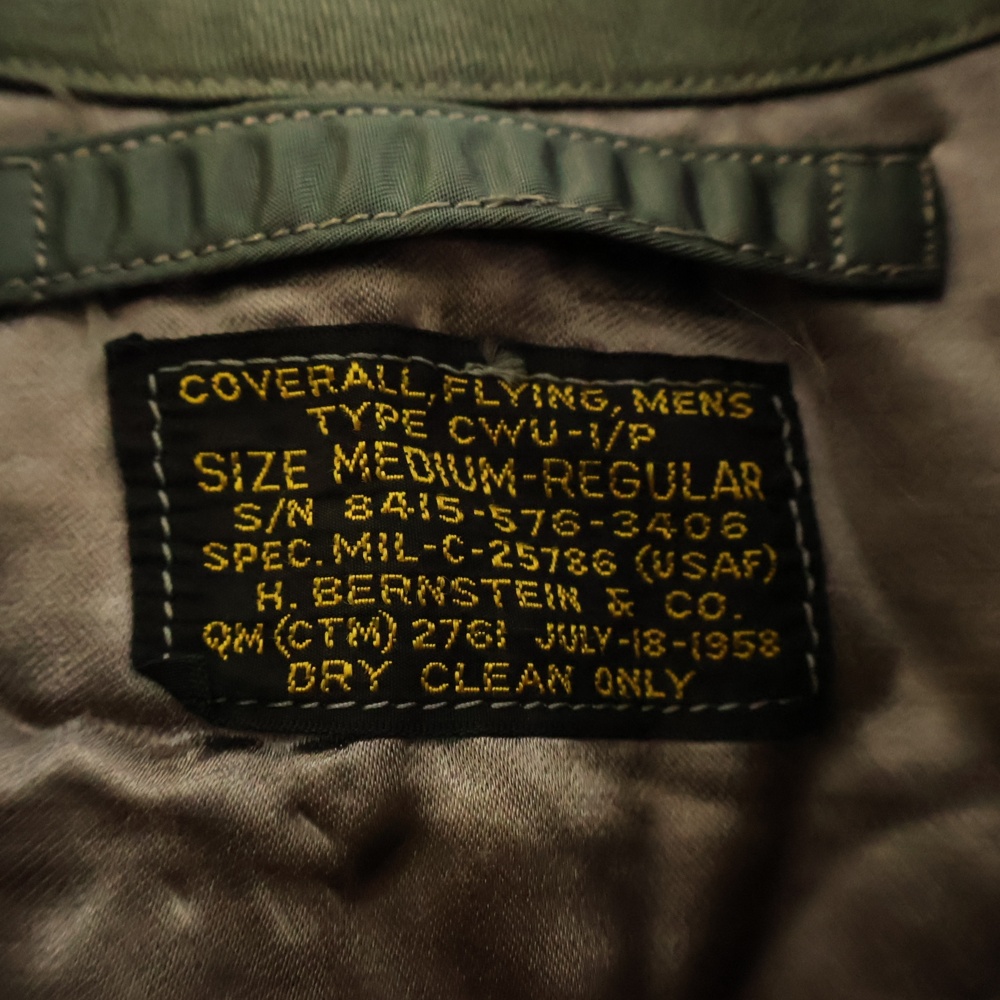 COVERALL, FLYING, MENS
TYPE CWU-1/P
SIZE MEDIUM-REGULAR
S/N 8415-576-3406
SPEC. MIL-C-25786 (USAF)
H. BERNSTEIN & CO.
QM (CTM) 2761 JULY-18-1958
DRY CLEAN ONLY